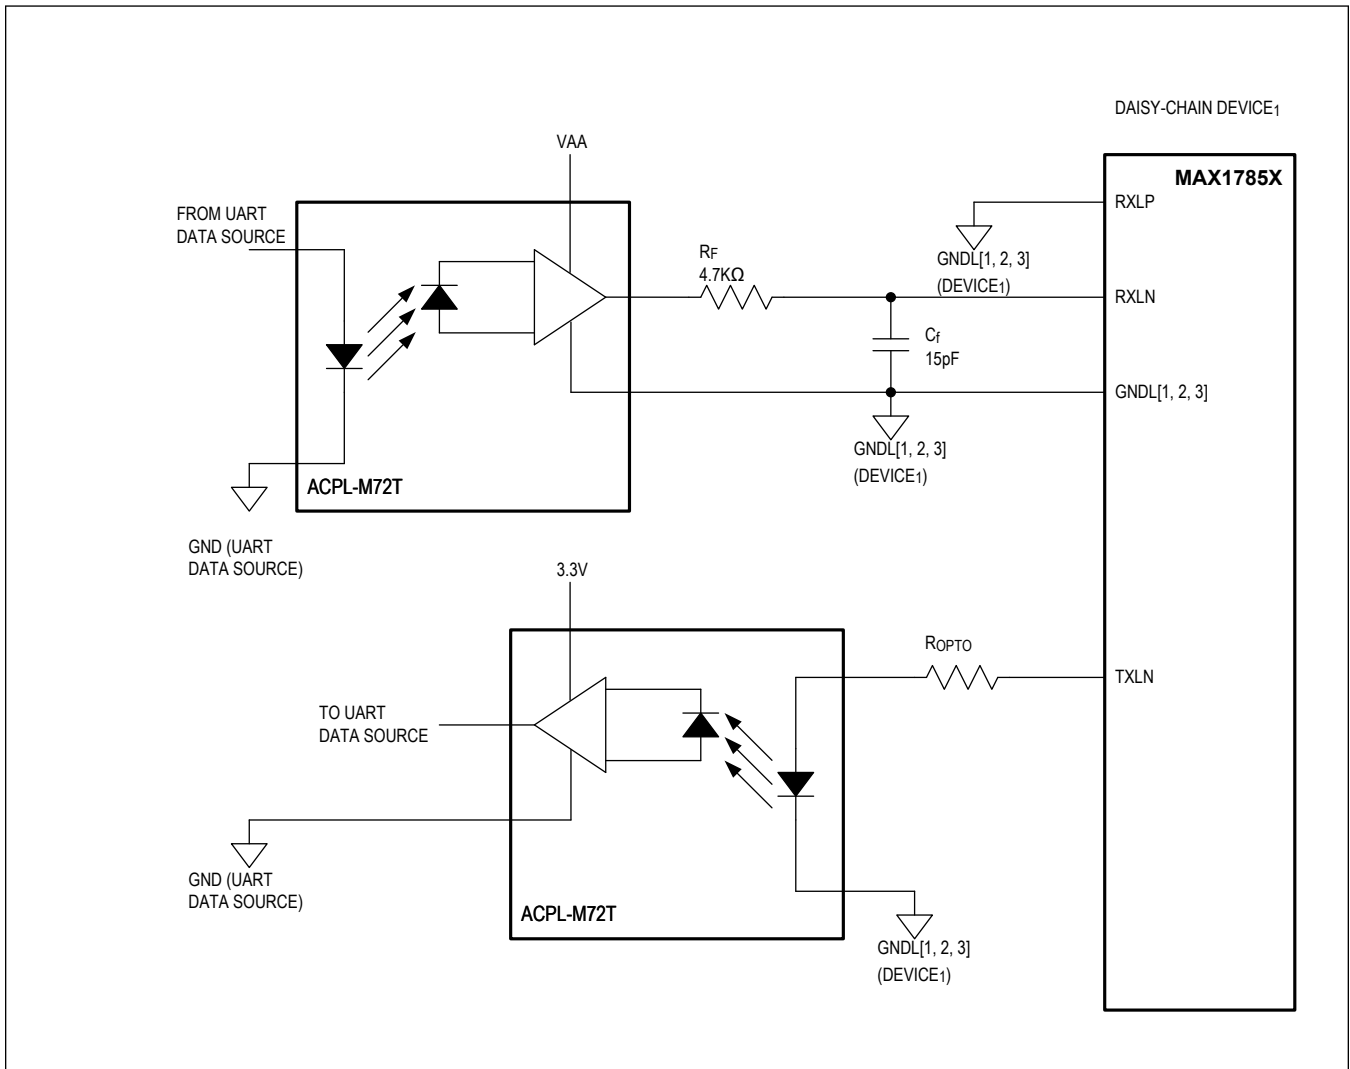 DAISY-CHAIN DEVICE1
VAA
MAX1785X
FROM UART
DATA SOURCE
RXLP
RF
4.7KΩ
GNDL[1, 2, 3]
(DEVICE1)
RXLN
Cf
15pF
GNDL[1, 2, 3]
GNDL[1, 2, 3]
(DEVICE1)
ACPL-M72T
GND (UART
DATA SOURCE)
3.3V
ROPTO
TXLN
TO UART
DATA SOURCE
GND (UART
DATA SOURCE)
ACPL-M72T
GNDL[1, 2, 3]
(DEVICE1)